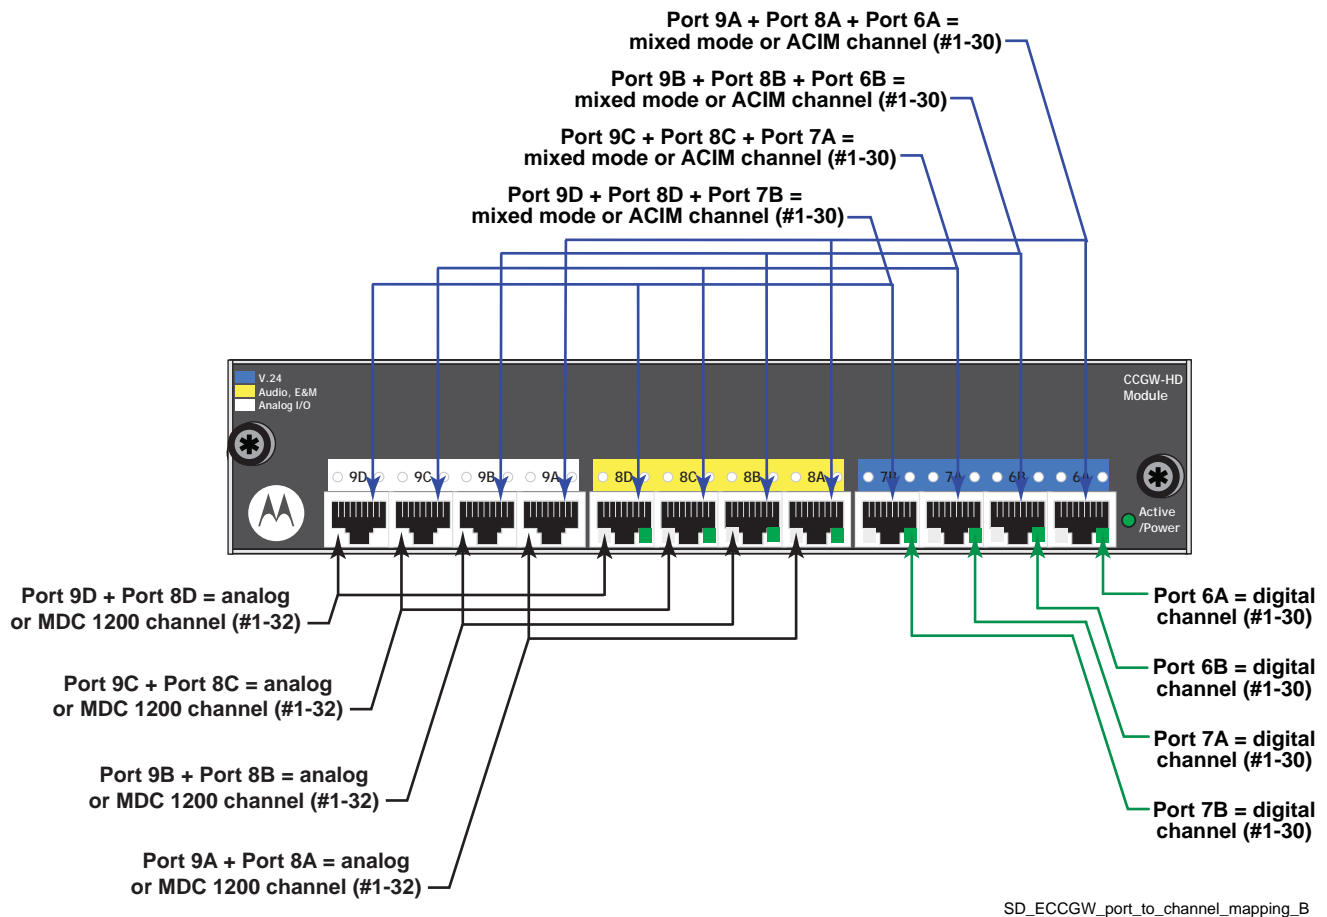 Port 9A + Port 8A + Port 6A =
mixed mode or ACIM channel (#1-30)
Port 9B + Port 8B + Port 6B =
mixed mode or ACIM channel (#1-30)
Port 9C + Port 8C + Port 7A =
mixed mode or ACIM channel (#1-30)
Port 9D + Port 8D + Port 7B =
mixed mode or ACIM channel (#1-30)
V.24
Audio, E&M
Analog I/O
CCGW-HD
Module
9D 9C 9B 9A 8D 8C 8B 8A 7B 7A 6B 6A
Active
/Power
Port 9D + Port 8D = analog
or MDC 1200 channel (#1-32)
Port 9C + Port 8C = analog
or MDC 1200 channel (#1-32)
Port 9B + Port 8B = analog
or MDC 1200 channel (#1-32)
Port 9A + Port 8A = analog
or MDC 1200 channel (#1-32)
Port 6A = digital
channel (#1-30)
Port 6B = digital
channel (#1-30)
Port 7A = digital
channel (#1-30)
Port 7B = digital
channel (#1-30)
SD_ECCGW_port_to_channel_mapping_B